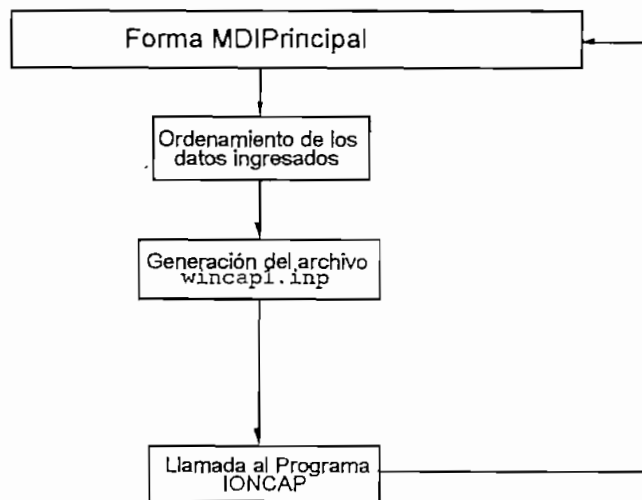 Forma MDIPrincipal
Ordenamiento de los
datos ingresados
Generación del archivo
wincap1.inp
Llamada al Programa
IONCAP